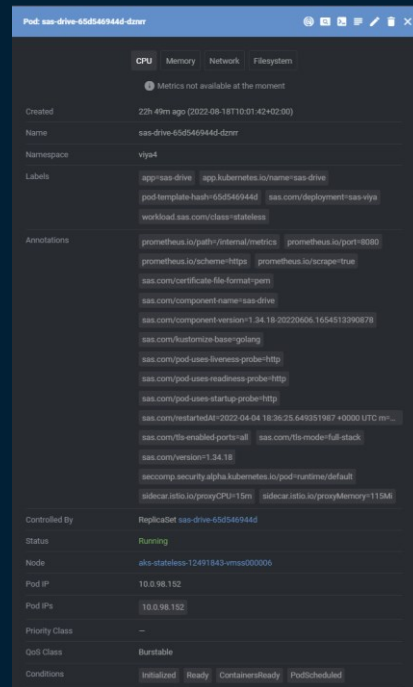 Pod: sas-drive-65d546944d-dznrr
CPU Memory Network Filesystem
Metrics not available at the moment
Created 22h 49m ago (2022-08-18T10:01:42+02:00)
Name sas-drive-65d546944d-dznrr
Namespace viya4
Labels app=sas-drive app.kubernetes.io/name=sas-drive
pod-template-hash=65d546944d sas.com/deployment=sas-viya
workload.sas.com/class=stateless
Annotations prometheus.io/path=/internal/metrics prometheus.io/port=8080
prometheus.io/scheme=https prometheus.io/scrape=true
sas.com/certificate-file-format=pem
sas.com/component-name=sas-drive
sas.com/component-version=1.34.18-20220606.1654513390878
sas.com/kustomize-base=golang
sas.com/pod-uses-liveness-probe=http
sas.com/pod-uses-readiness-probe=http
sas.com/pod-uses-startup-probe=http
sas.com/restartedAt=2022-04-04 18:36:25.649351987 +0000 UTC m=...
sas.com/tls-enabled-ports=all sas.com/tls-mode=full-stack
sas.com/version=1.34.18
seccomp.security.alpha.kubernetes.io/pod=runtime/default
sidecar.istio.io/proxyCPU=15m sidecar.istio.io/proxyMemory=115Mi
Controlled By ReplicaSet sas-drive-65d546944d
Status Running
Node aks-stateless-12491843-vmss000006
Pod IP 10.0.98.152
Pod IPs 10.0.98.152
Priority Class —
QoS Class Burstable
Conditions Initialized Ready ContainersReady PodScheduled